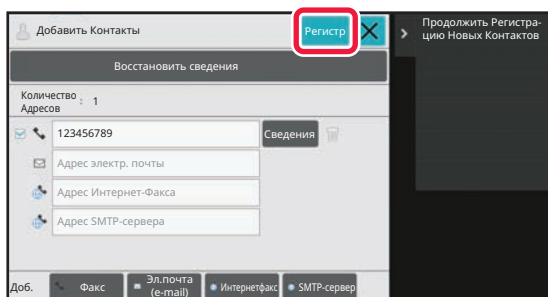 Добавить Контакты
Регистр
Продолжить Регистра-
цию Новых Контактов
Восстановить сведения
Количество : 1
Адресов
123456789
Сведения
Адрес электр. почты
Адрес Интернет-Факса
Адрес SMTP-сервера
Доб.
Факс
Эл.почта
(e-mail)
Интернетфакс
SMTP-сервер